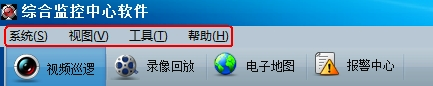 综合监控中心软件
系统(S) 视图(V) 工具(T) 帮助(H)
视频巡逻 录像回放 电子地图 报警中心